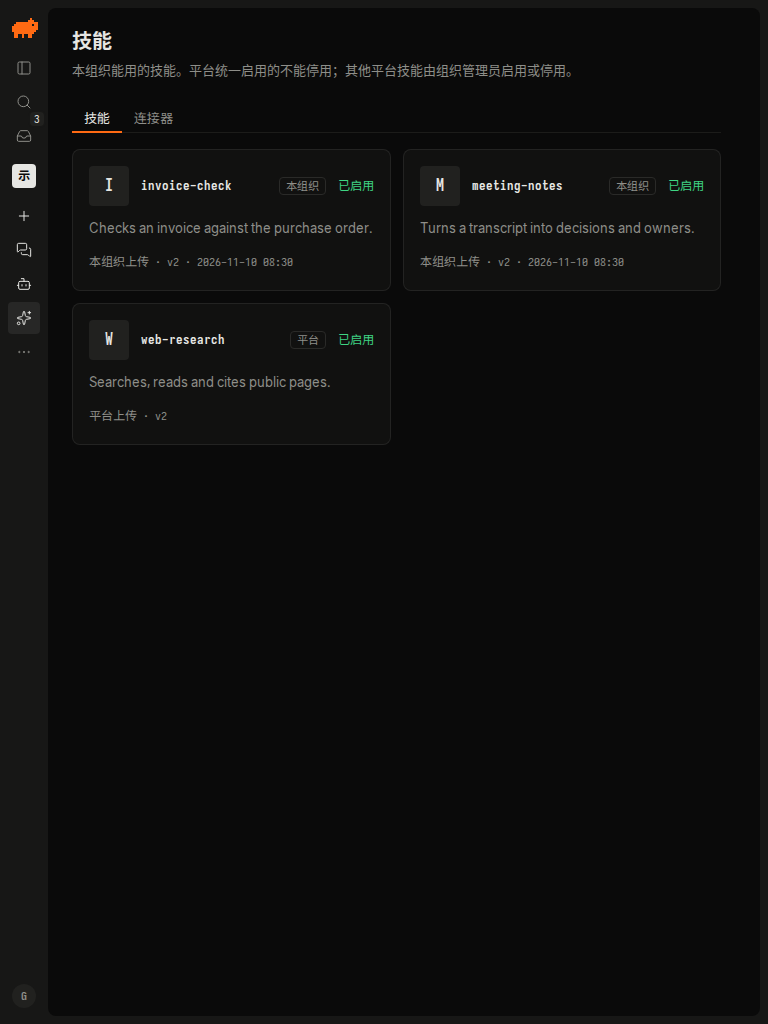 技能
本组织能用的技能。平台统一启用的不能停用；其他平台技能由组织管理员启用或停用。
3
示
技能
连接器
I
invoice-check
本组织
已启用
Checks an invoice against the purchase order.
本组织上传 · v2 · 2026-11-10 08:30
M
meeting-notes
本组织
已启用
Turns a transcript into decisions and owners.
本组织上传 · v2 · 2026-11-10 08:30
W
web-research
平台
已启用
Searches, reads and cites public pages.
平台上传 · v2
G